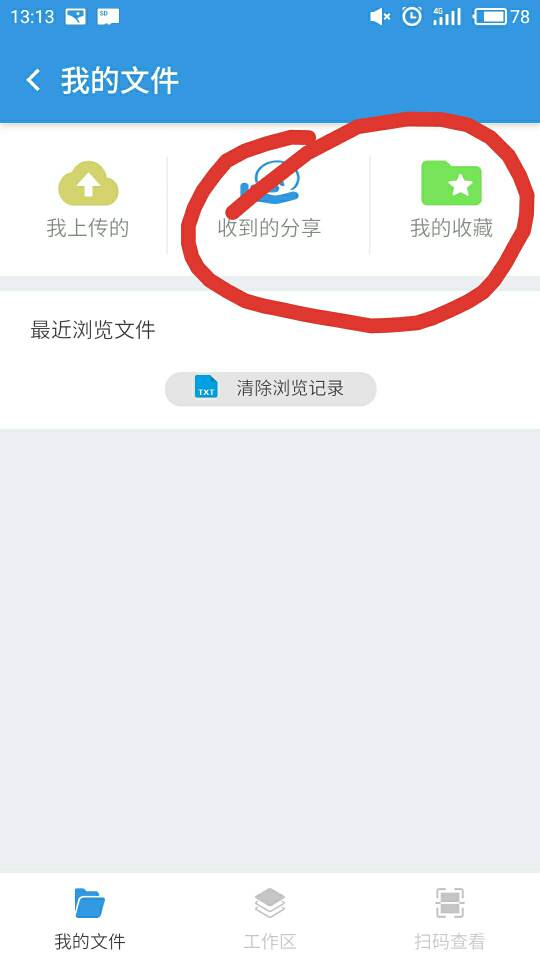 13:13
SD
4G
78
我的文件
我上传的
收到的分享
我的收藏
最近浏览文件
TXT
清除浏览记录
我的文件
工作区
扫码查看